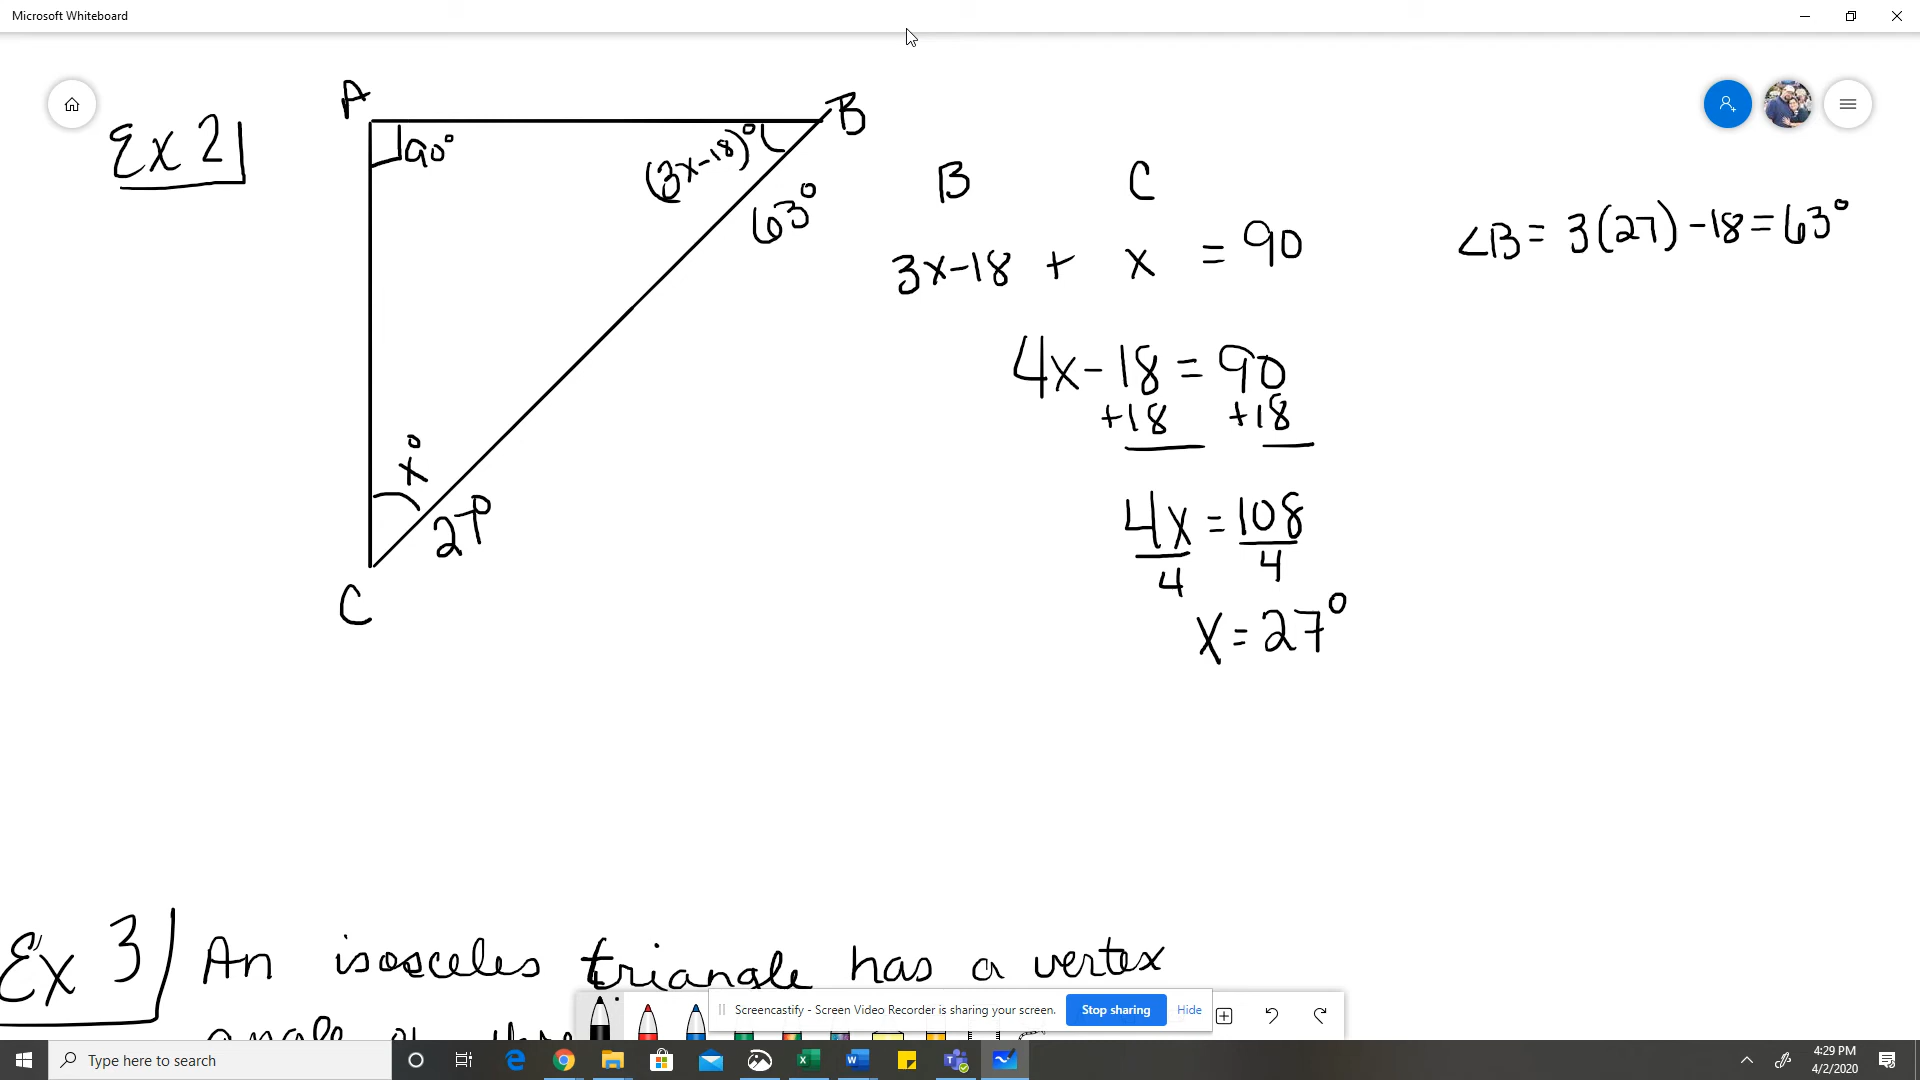 Microsoft Whiteboard
Ex 2
A
B
90°
(3x-18)°
63°
x°
27°
C
B C
3x-18 + x = 90
4x-18 = 90
+18 +18
4x = 108
4 4
x = 27°
∠B = 3(27) -18 = 63°
Ex 3 An isosceles triangle has a vertex
angle of
Screencastify - Screen Video Recorder is sharing your screen. Stop sharing Hide
Type here to search
4:29 PM
4/2/2020